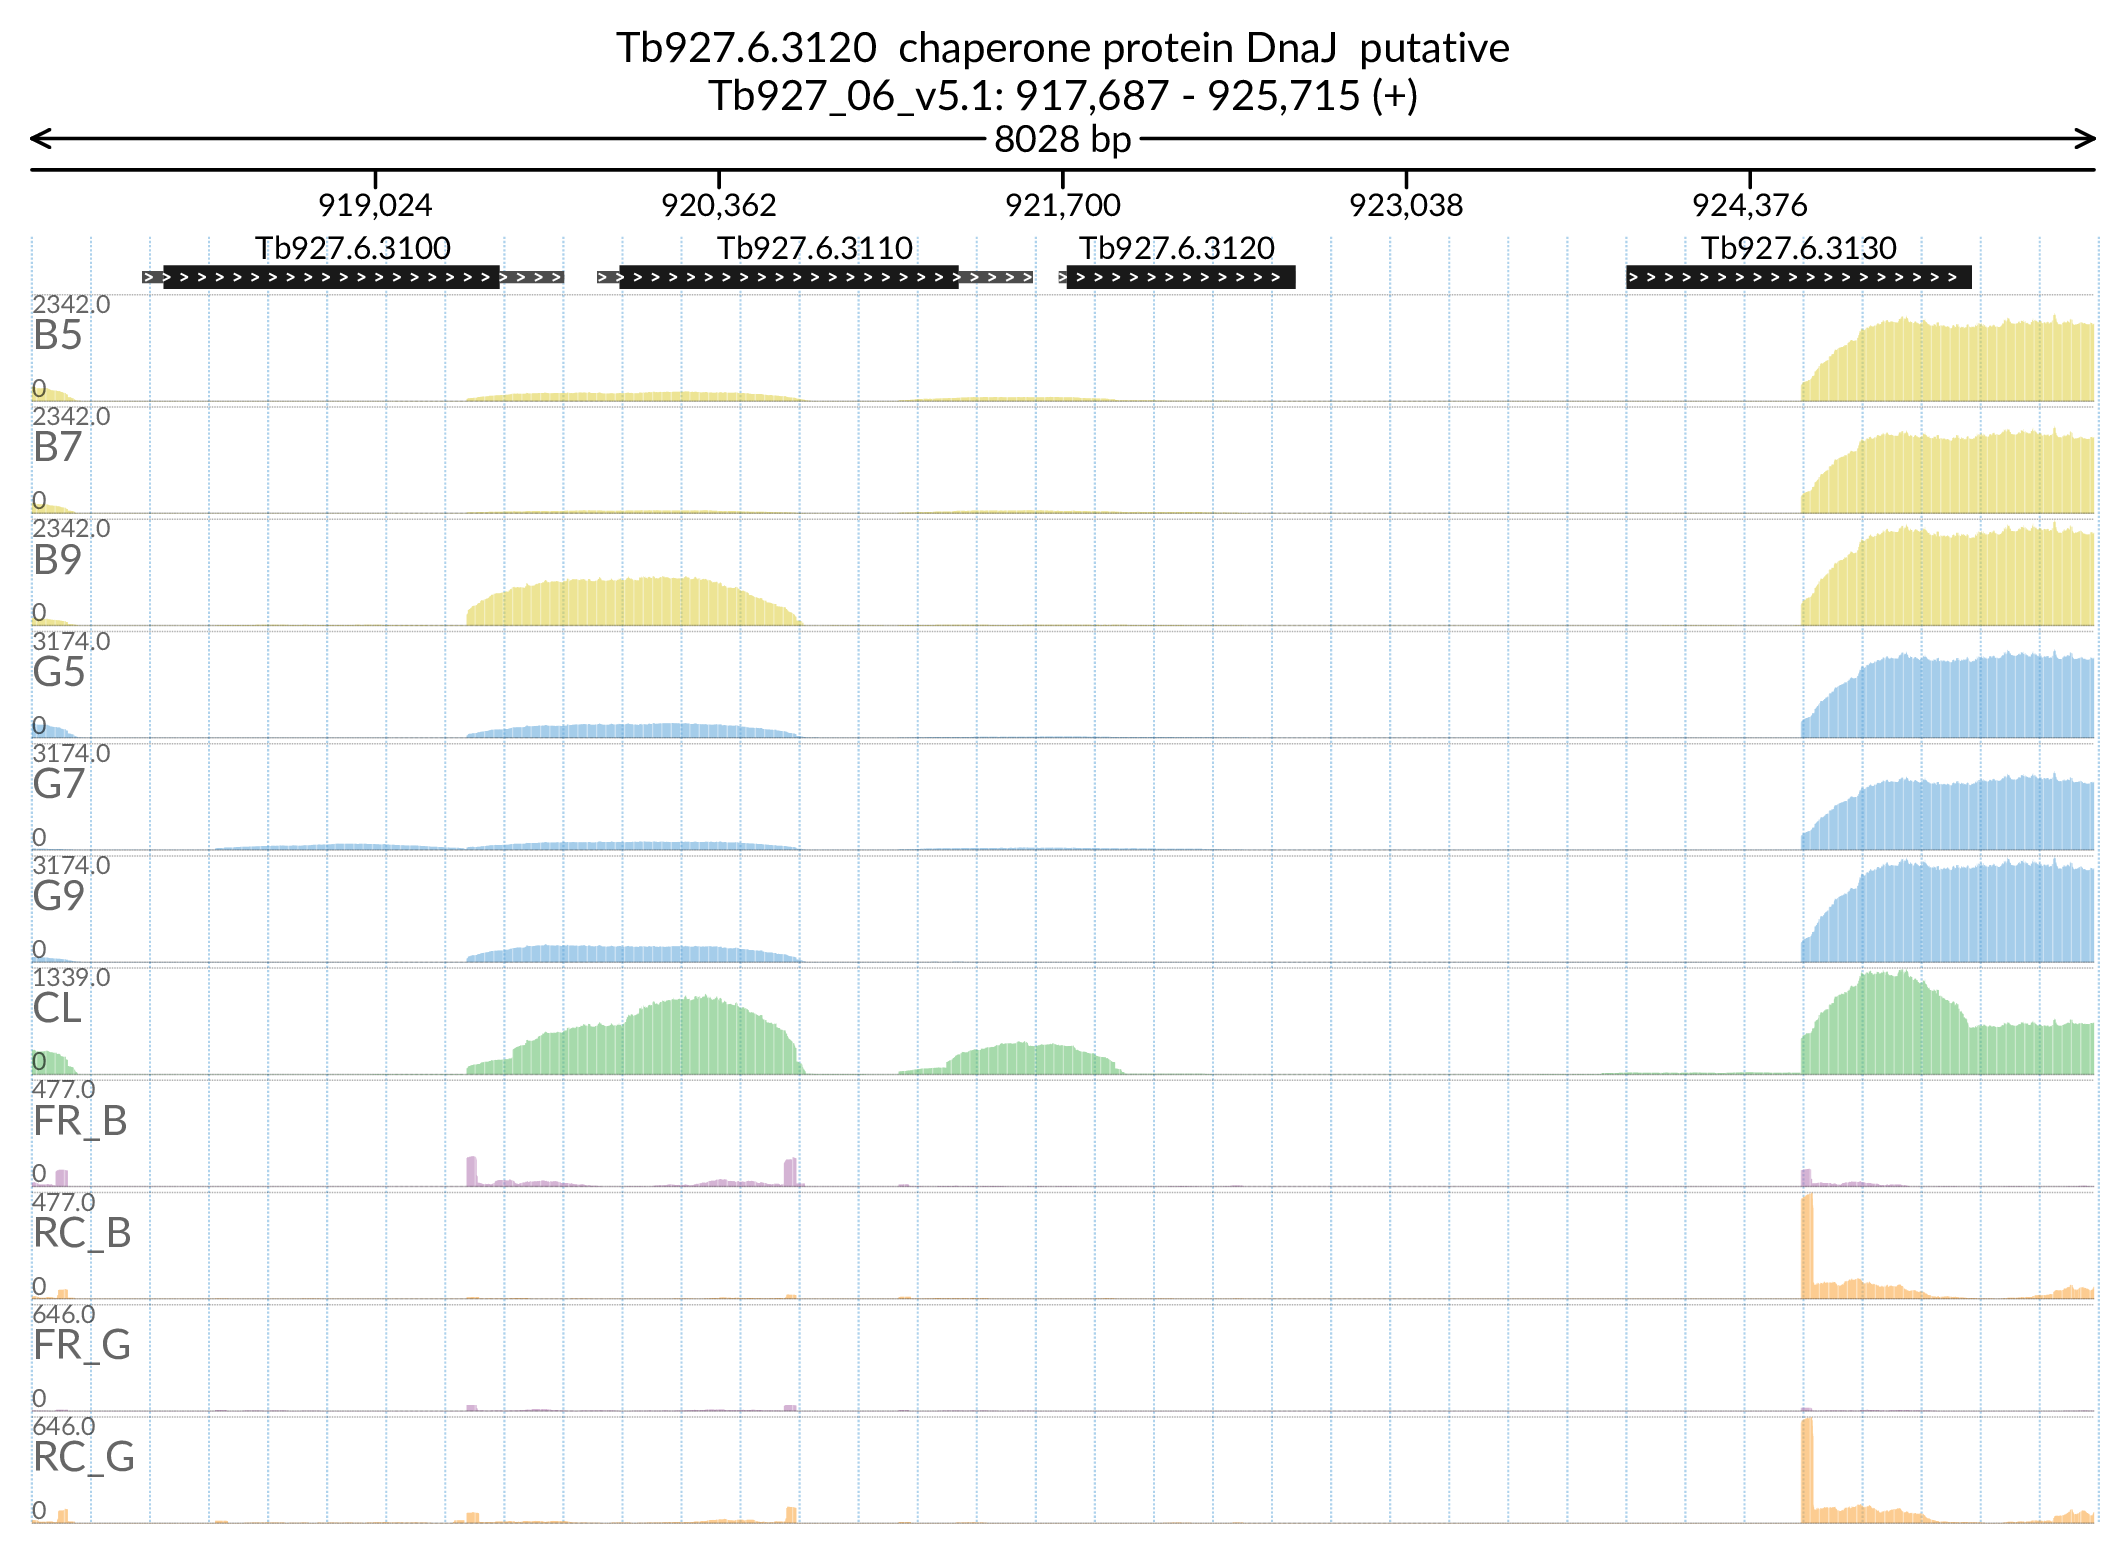 Tb927.6.3120 chaperone protein DnaJ putative
Tb927_06_v5.1: 917,687 - 925,715 (+)
8028 bp
919,024 920,362 921,700 923,038 924,376
Tb927.6.3100 Tb927.6.3110 Tb927.6.3120 Tb927.6.3130
2342.0
B5
0
2342.0
B7
0
2342.0
B9
0
3174.0
G5
0
3174.0
G7
0
3174.0
G9
0
1339.0
CL
0
477.0
FR_B
0
477.0
RC_B
0
646.0
FR_G
0
646.0
RC_G
0